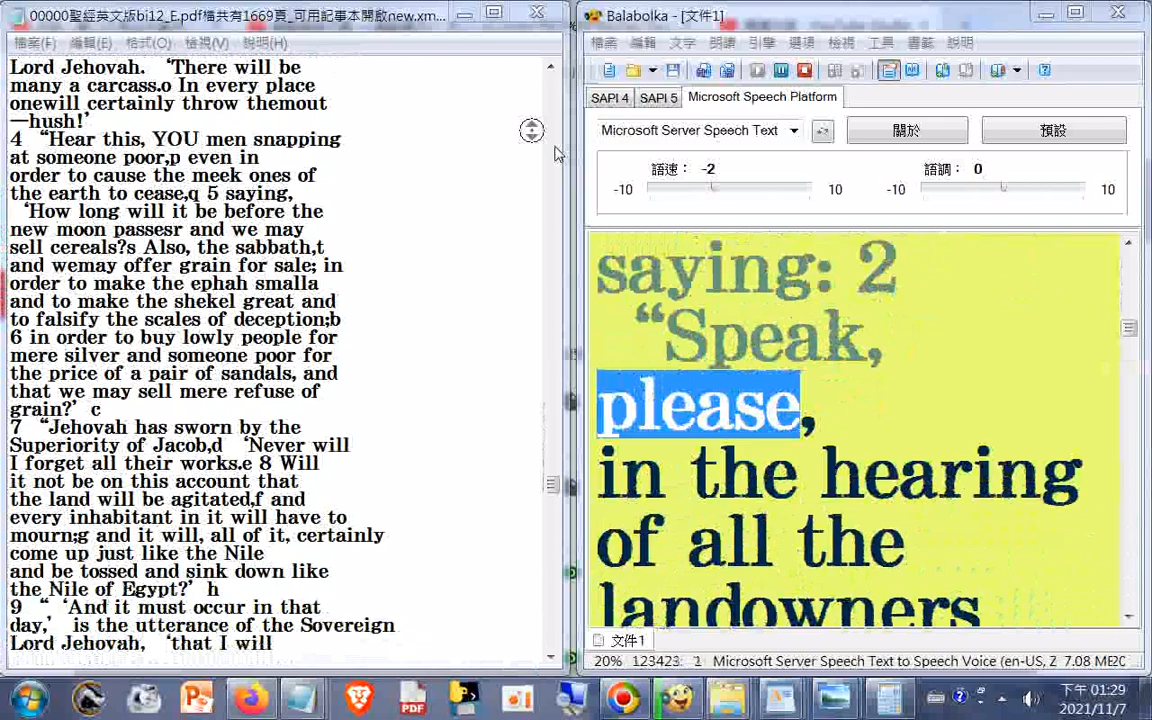 00000聖經英文版bi12_E.pdf檔共有1669頁_可用記事本開啟new.xm...
檔案(F) 編輯(E) 格式(O) 檢視(V) 說明(H)
Lord Jehovah. ‘There will be
many a carcass.o In every place
onewill certainly throw themout
—hush!’
4 “Hear this, YOU men snapping
at someone poor,p even in
order to cause the meek ones of
the earth to cease,q 5 saying,
‘How long will it be before the
new moon passesr and we may
sell cereals?s Also, the sabbath,t
and wemay offer grain for sale; in
order to make the ephah smalla
and to make the shekel great and
to falsify the scales of deception;b
6 in order to buy lowly people for
mere silver and someone poor for
the price of a pair of sandals, and
that we may sell mere refuse of
grain?’ c
7 “Jehovah has sworn by the
Superiority of Jacob,d ‘Never will
I forget all their works.e 8 Will
it not be on this account that
the land will be agitated,f and
every inhabitant in it will have to
mourn;g and it will, all of it, certainly
come up just like the Nile
and be tossed and sink down like
the Nile of Egypt?’ h
9 “ ‘And it must occur in that
day,’ is the utterance of the Sovereign
Lord Jehovah, ‘that I will
Balabolka - [文件1]
檔案 編輯 文字 朗讀 引擎 選項 檢視 工具 書籤 說明
SAPI 4 SAPI 5 Microsoft Speech Platform
Microsoft Server Speech Text 關於 預設
語速： -2 語調： 0
-10 10 -10 10
saying: 2
“Speak,
please,
in the hearing
of all the
landowners
文件1
20% 123423: 1 Microsoft Server Speech Text to Speech Voice (en-US, Z 7.08 ME20
下午 01:29
2021/11/7